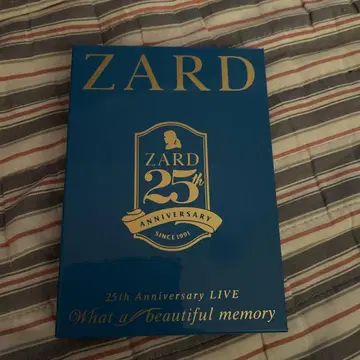 ZARD
ZARD
25th
ANNIVERSARY
SINCE 1991
25th Anniversary LIVE
What a beautiful memory